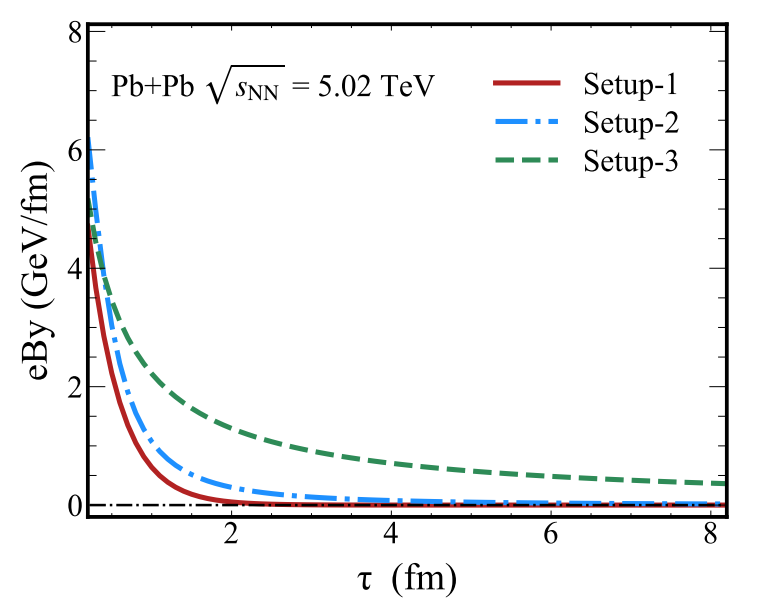 Pb+Pb √sNN = 5.02 TeV
Setup-1
Setup-2
Setup-3
eBy (GeV/fm)
8
6
4
2
0
2 4 6 8
τ (fm)